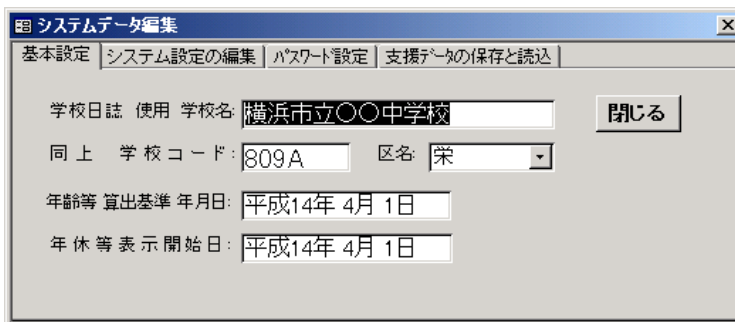 システムデータ編集
基本設定 システム設定の編集 パスワード設定 支援データの保存と読込
学校日誌 使用 学校名: 横浜市立〇〇中学校 閉じる
同上 学校コード: 809A 区名: 栄
年齢等 算出基準 年月日: 平成14年 4月 1日
年休等表示開始日: 平成14年 4月 1日